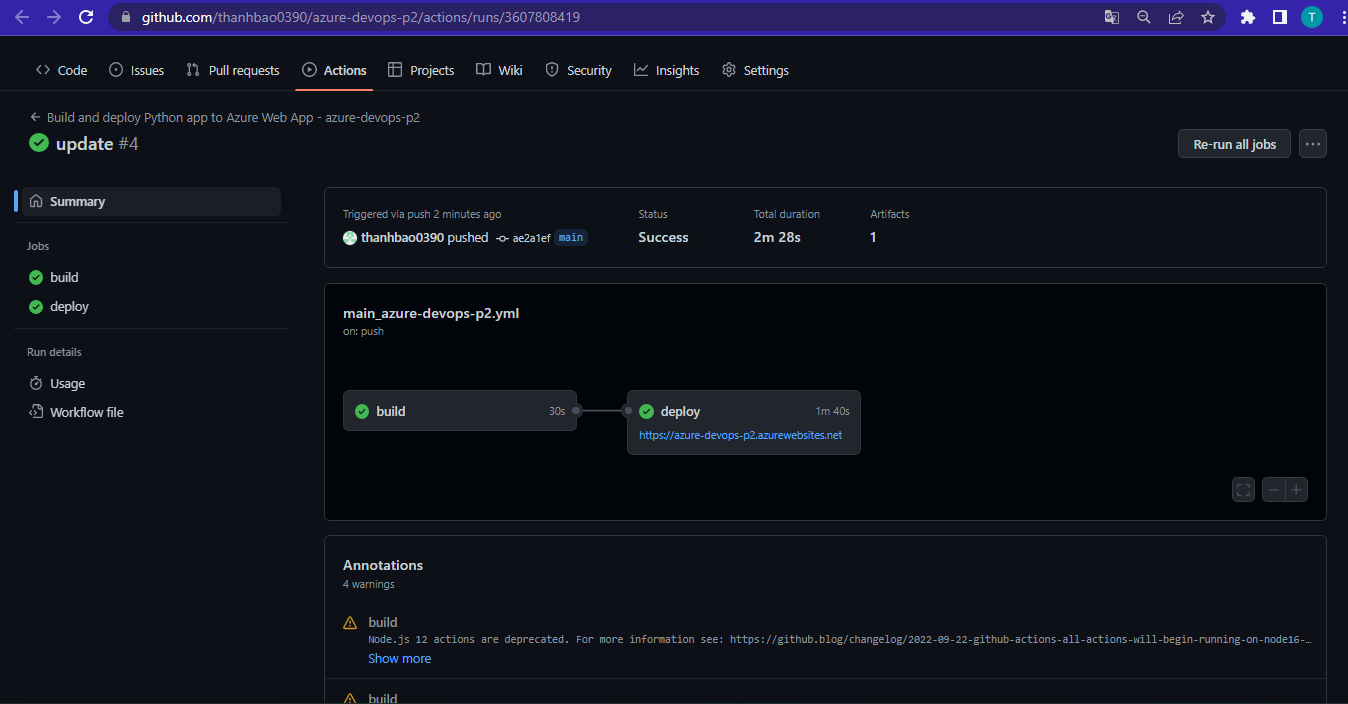 github.com/thanhbao0390/azure-devops-p2/actions/runs/3607808419
T
Code Issues Pull requests Actions Projects Wiki Security Insights Settings
← Build and deploy Python app to Azure Web App - azure-devops-p2
update #4
Re-run all jobs
Summary
Jobs
build
deploy
Run details
Usage
Workflow file
Triggered via push 2 minutes ago
thanhbao0390 pushed ae2a1ef main
Status
Success
Total duration
2m 28s
Artifacts
1
main_azure-devops-p2.yml
on: push
build 30s
deploy 1m 40s
https://azure-devops-p2.azurewebsites.net
Annotations
4 warnings
build
Node.js 12 actions are deprecated. For more information see: https://github.blog/changelog/2022-09-22-github-actions-all-actions-will-begin-running-on-node16-…
Show more
build